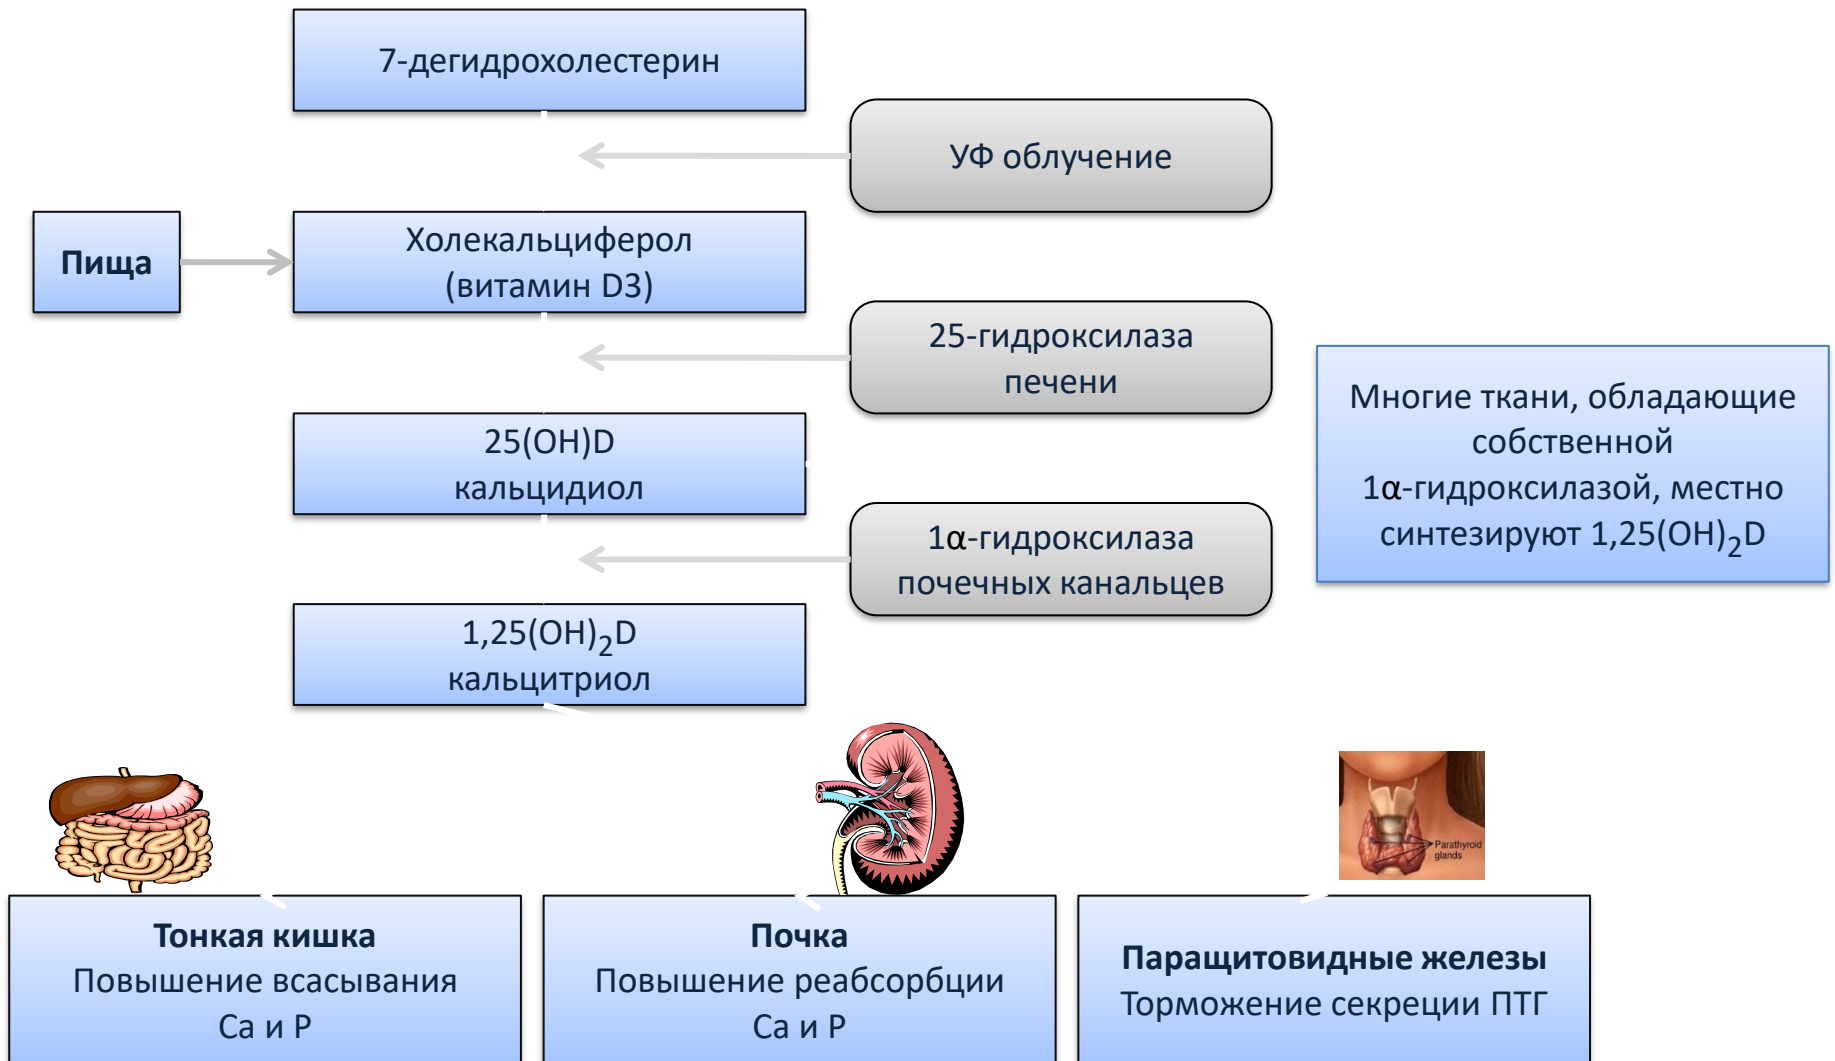 7-дегидрохолестерин
УФ облучение
Пища
Холекальциферол
(витамин D3)
25-гидроксилаза
печени
25(OH)D
кальцидиол
Многие ткани, обладающие
собственной
1α-гидроксилазой, местно
синтезируют 1,25(OH)₂D
1α-гидроксилаза
почечных канальцев
1,25(OH)₂D
кальцитриол
Parathyroid
glands
Тонкая кишка
Повышение всасывания
Ca и P
Почка
Повышение реабсорбции
Ca и P
Паращитовидные железы
Торможение секреции ПТГ